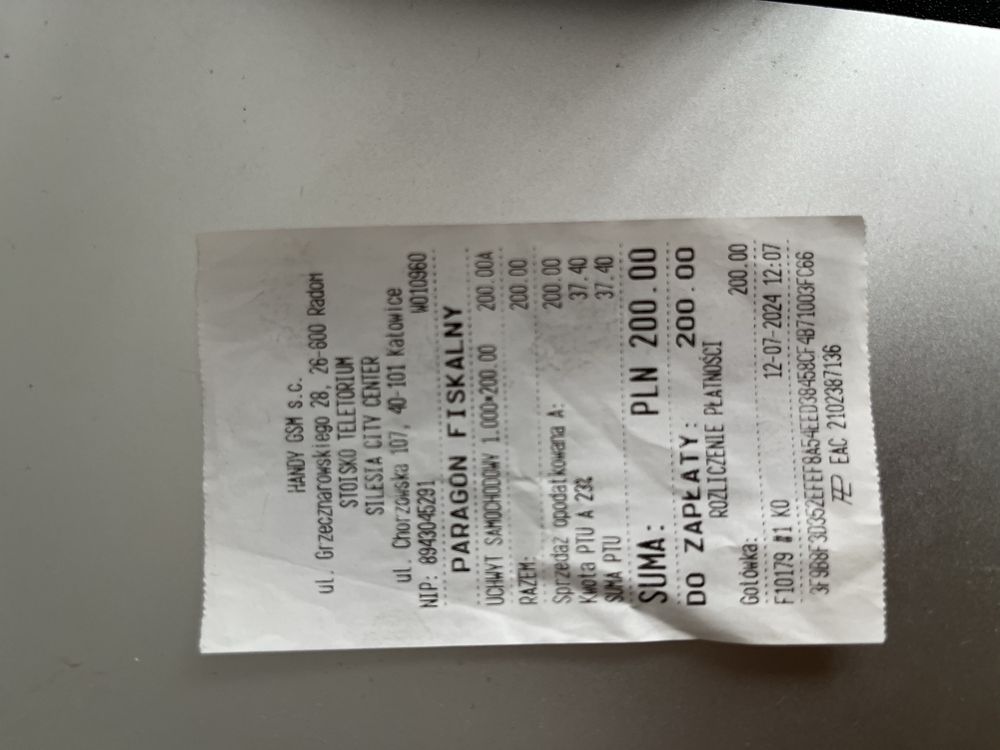 HANDY GSM s.c.
ul. Grzecznarowskiego 28, 26-600 Radom
STOISKO TELETORIUM
SILESIA CITY CENTER
ul. Chorzowska 107, 40-101 Katowice
NIP: 8943045291 W010960
PARAGON FISKALNY
UCHWYT SAMOCHODOWY 1.000*200.00 200.00A
RAZEM: 200.00
Sprzedaż opodatkowana A: 200.00
Kwota PTU A 23% 37.40
SUMA PTU 37.40
SUMA: PLN 200.00
DO ZAPŁATY: 200.00
ROZLICZENIE PŁATNOŚCI
Gotówka: 200.00
F10179 #1 KO 12-07-2024 12:07
EAC 2102387136